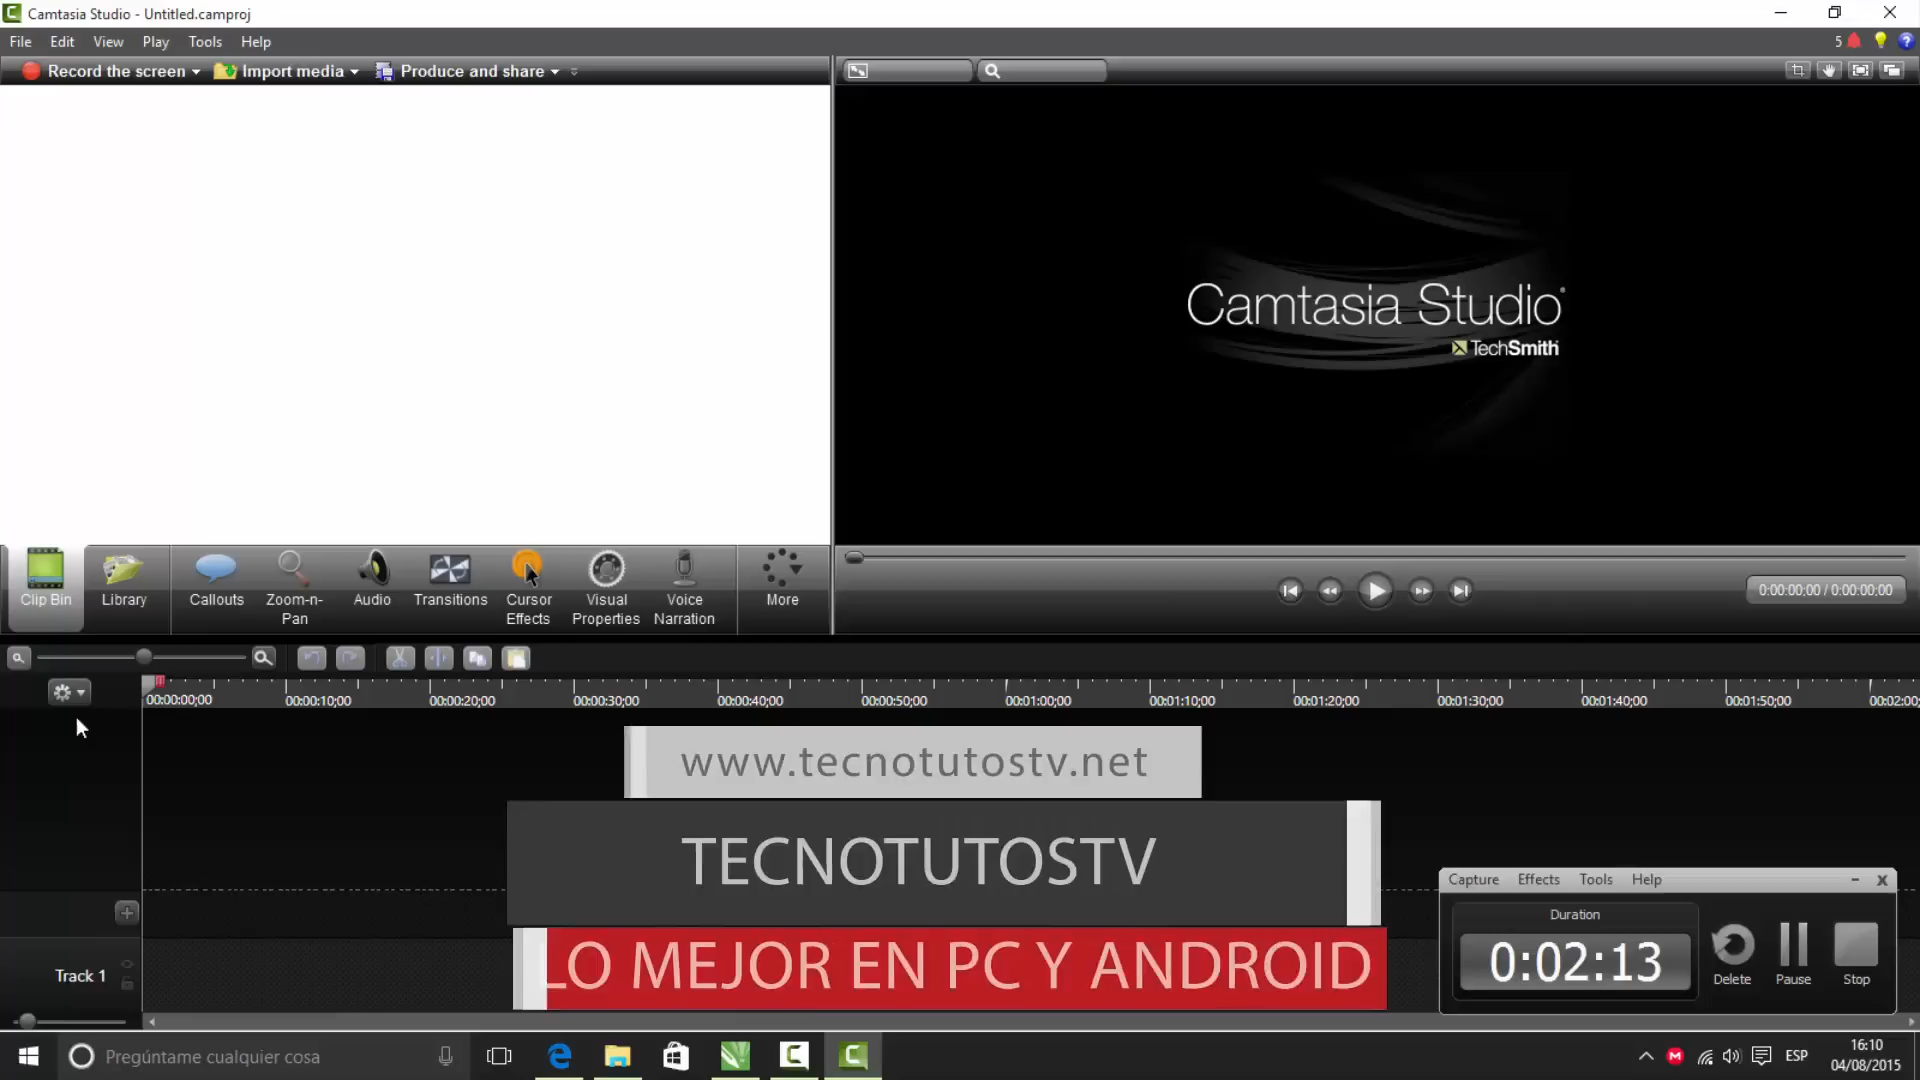 Camtasia Studio - Untitled.camproj
File Edit View Play Tools Help
5
Record the screen Import media Produce and share
Camtasia Studio®
TechSmith
Clip Bin Library Callouts Zoom-n-Pan Audio Transitions Cursor Effects Visual Properties Voice Narration More
0:00:00;00 / 0:00:00;00
00:00:00;00 00:00:10;00 00:00:20;00 00:00:30;00 00:00:40;00 00:00:50;00 00:01:00;00 00:01:10;00 00:01:20;00 00:01:30;00 00:01:40;00 00:01:50;00 00:02:00;
www.tecnotutostv.net
TECNOTUTOSTV
LO MEJOR EN PC Y ANDROID
Capture Effects Tools Help
Duration
0:02:13
Delete Pause Stop
Track 1
Pregúntame cualquier cosa
ESP
16:10
04/08/2015